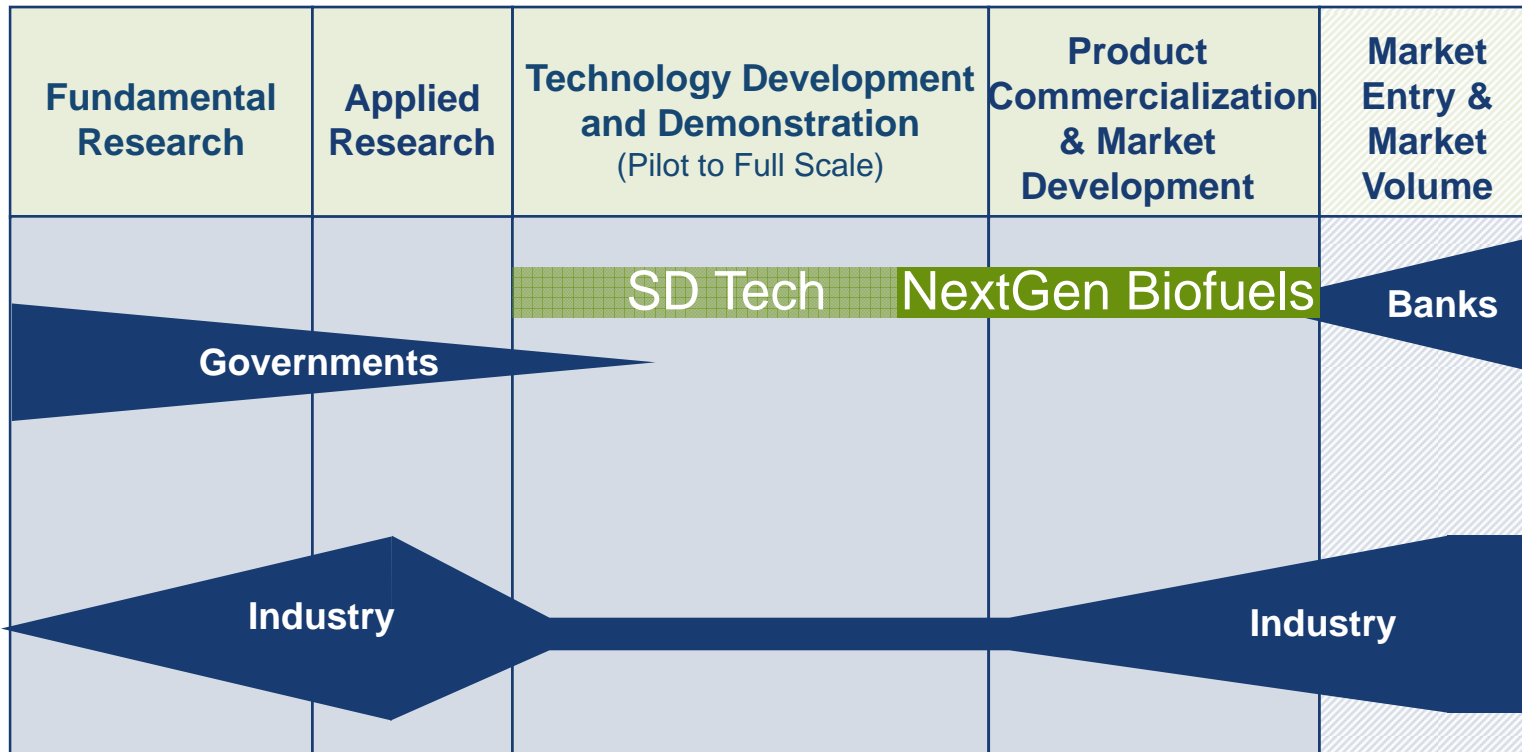 Fundamental
Research
Applied
Research
Technology Development
and Demonstration
(Pilot to Full Scale)
Product
Commercialization
& Market
Development
Market
Entry &
Market
Volume
SD Tech
NextGen Biofuels
Banks
Governments
Industry
Industry